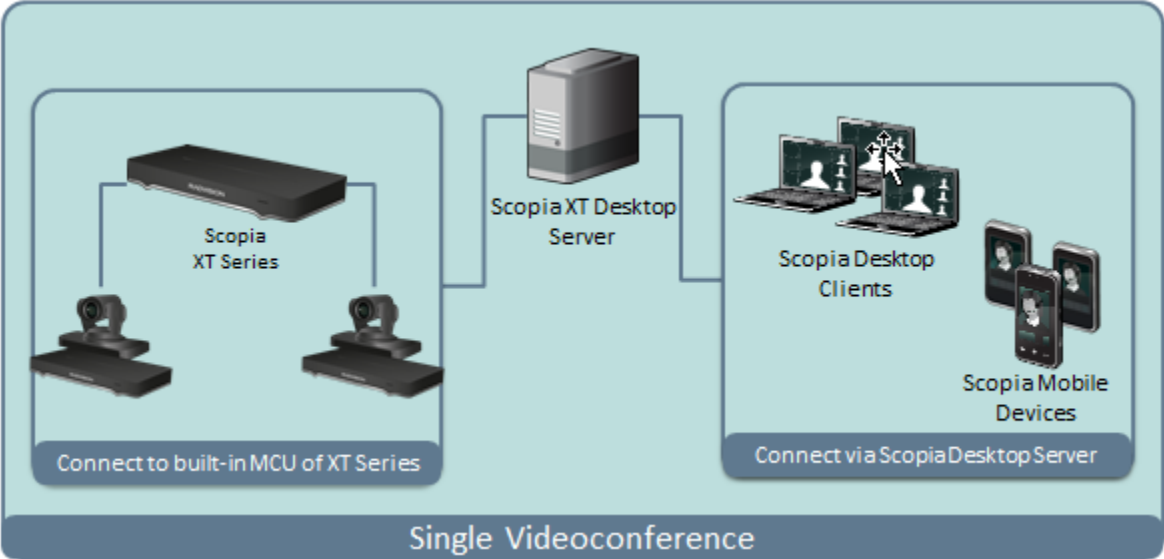 Scopia XT Desktop
Server
RADVISION
Scopia
XT Series
Scopia Desktop
Clients
Scopia Mobile
Devices
Connect to built-in MCU of XT Series
Connect via Scopia Desktop Server
Single Videoconference